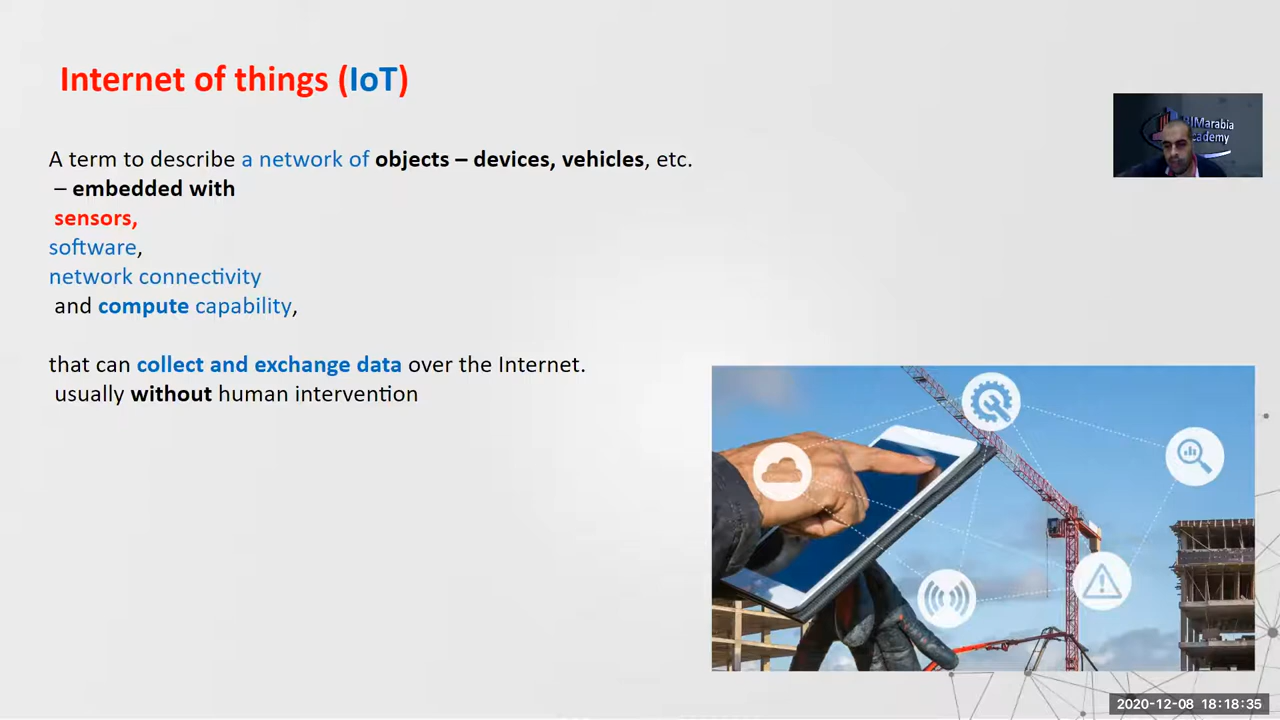 Internet of things (IoT)
A term to describe a network of objects – devices, vehicles, etc.
– embedded with
sensors,
software,
network connectivity
and compute capability,
that can collect and exchange data over the Internet.
usually without human intervention
BIMarabia
Academy
2020-12-08 18:18:35